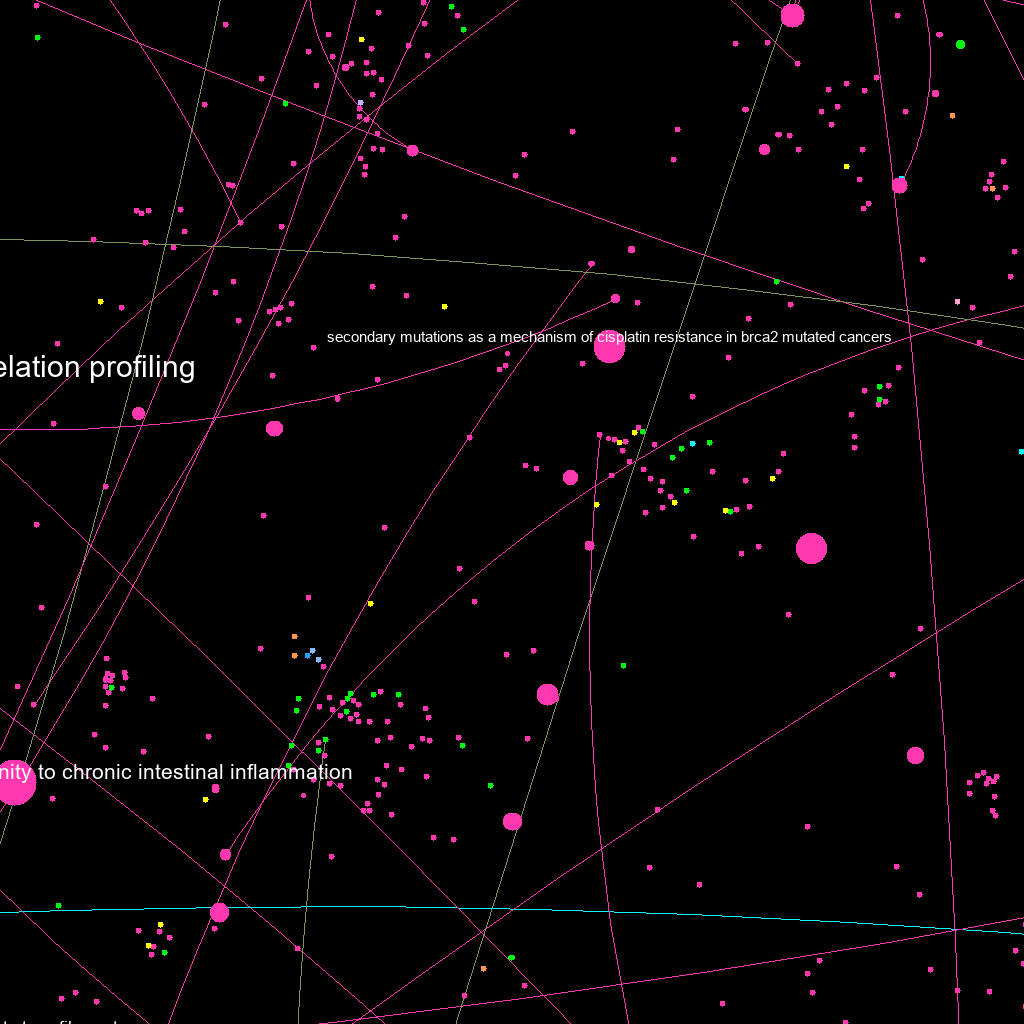 secondary mutations as a mechanism of cisplatin resistance in brca2 mutated cancers
elation profiling
nity to chronic intestinal inflammation